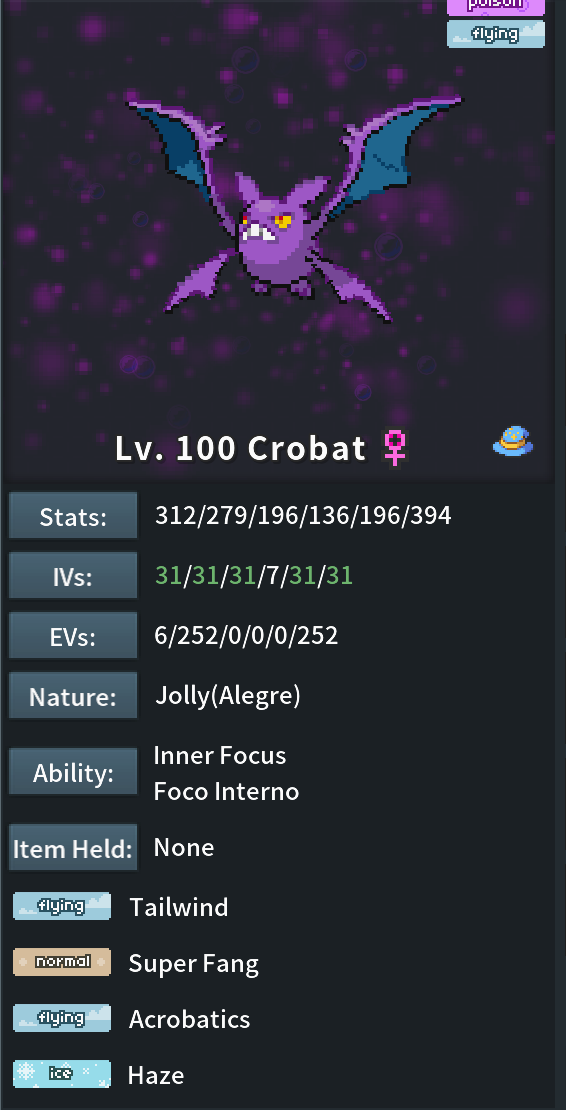 poison
flying
Lv. 100 Crobat ♀
Stats: 312/279/196/136/196/394
IVs: 31/31/31/7/31/31
EVs: 6/252/0/0/0/252
Nature: Jolly(Alegre)
Ability: Inner Focus
Foco Interno
Item Held: None
flying Tailwind
normal Super Fang
flying Acrobatics
ice Haze